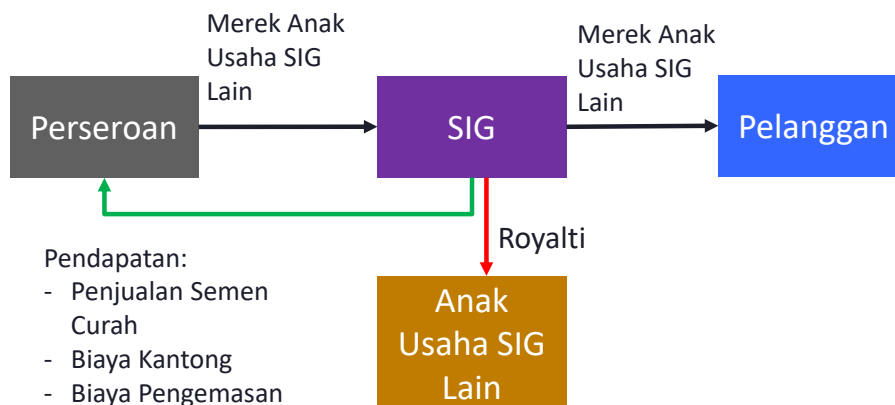 Merek Anak
Usaha SIG
Lain
Merek Anak
Usaha SIG
Lain
Perseroan
SIG
Pelanggan
Royalti
Pendapatan:
- Penjualan Semen
Curah
- Biaya Kantong
- Biaya Pengemasan
Anak
Usaha SIG
Lain